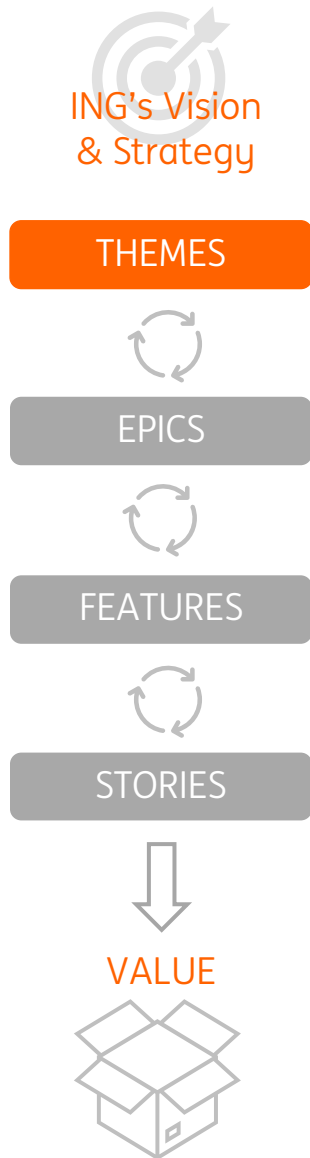 ING's Vision
& Strategy
THEMES
EPICS
FEATURES
STORIES
VALUE